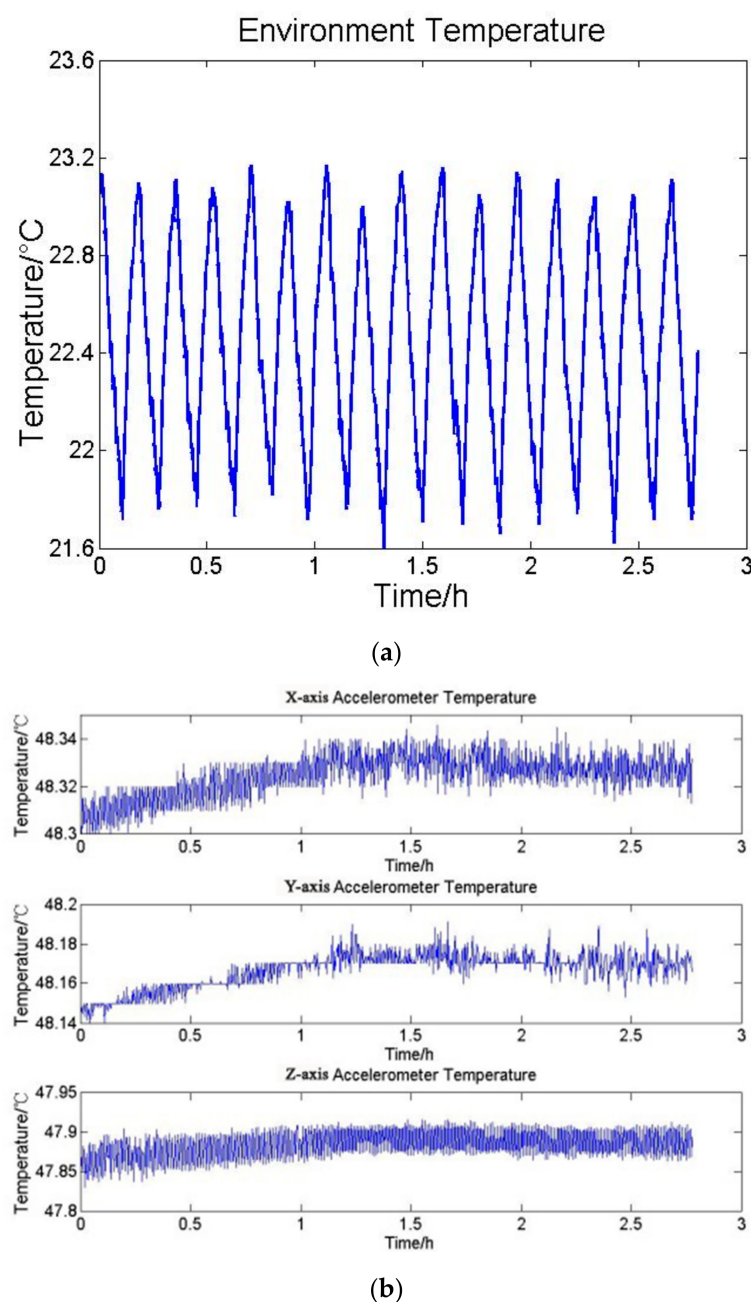 Environment Temperature
23.6
23.2
22.8
22.4
22
21.6
Temperature/°C
0 0.5 1 1.5 2 2.5 3
Time/h
(a)
X-axis Accelerometer Temperature
48.34
48.32
48.3
Temperature/℃
0 0.5 1 1.5 2 2.5 3
Time/h
Y-axis Accelerometer Temperature
48.2
48.18
48.16
48.14
Temperature/℃
0 0.5 1 1.5 2 2.5 3
Time/h
Z-axis Accelerometer Temperature
47.95
47.9
47.85
47.8
Temperature/℃
0 0.5 1 1.5 2 2.5 3
Time/h
(b)